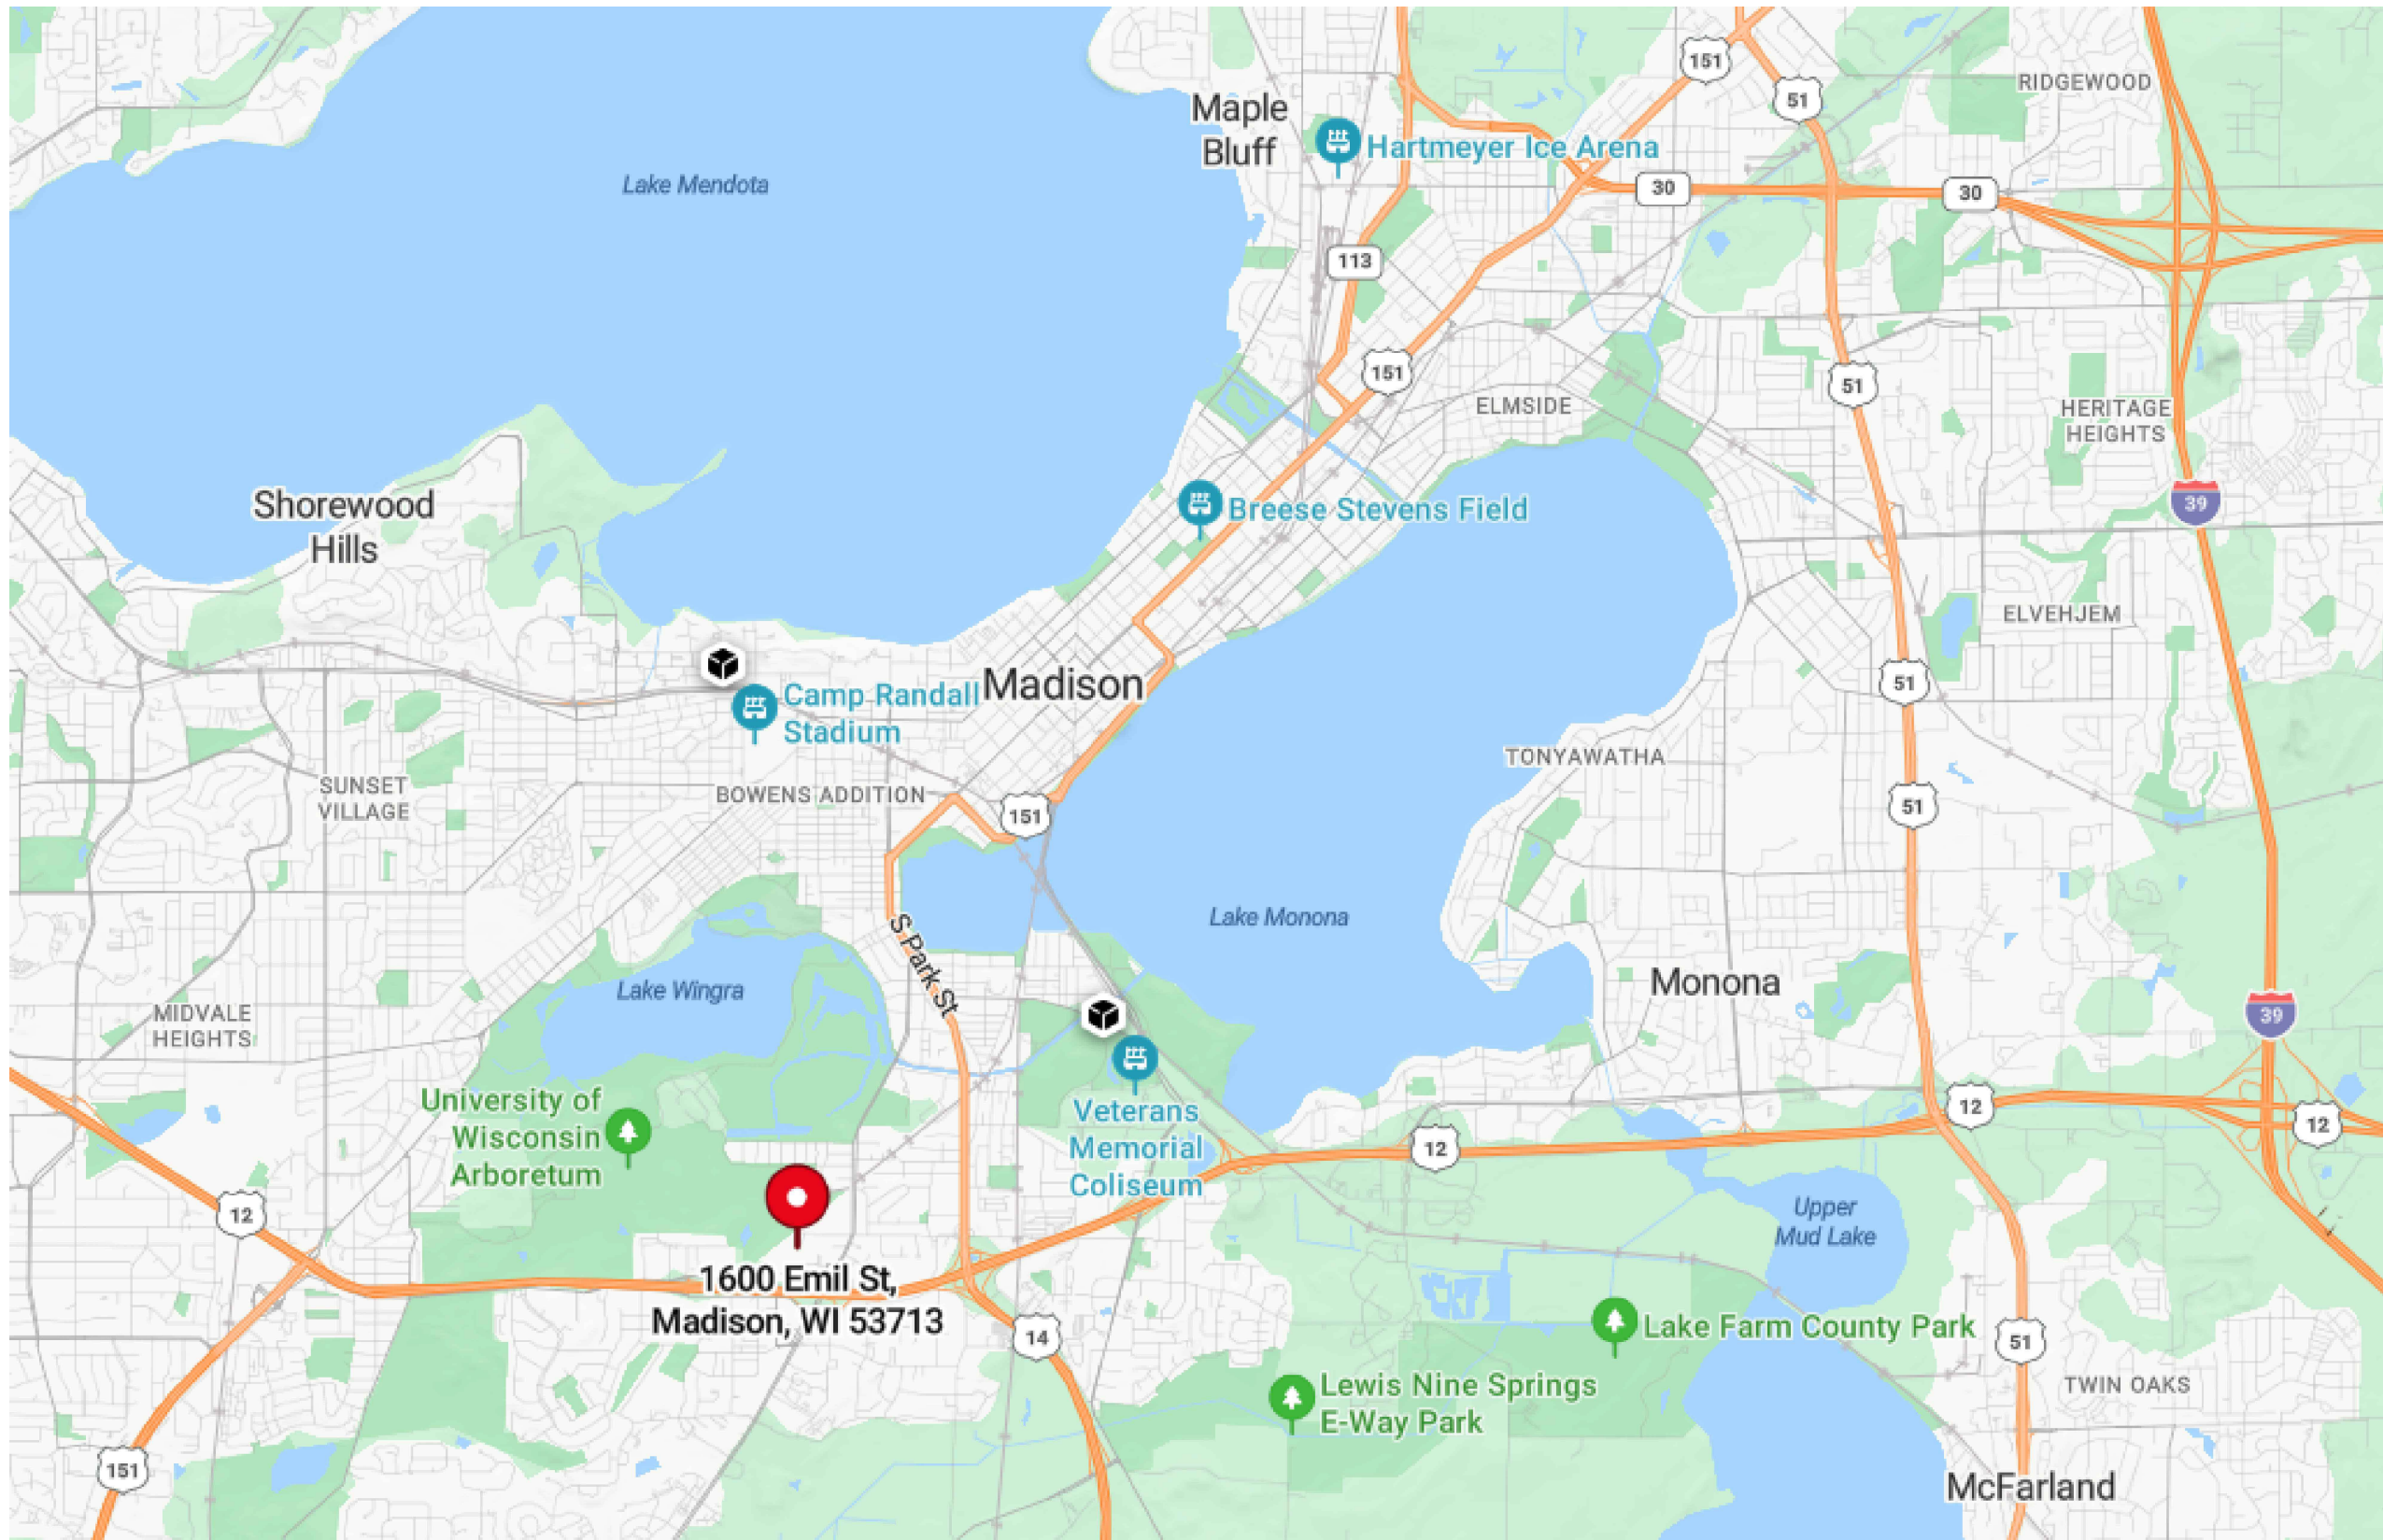 151
51
RIDGEWOOD
Maple
Bluff
Hartmeyer Ice Arena
Lake Mendota
30
30
113
151
51
ELMSIDE
HERITAGE
HEIGHTS
39
Shorewood
Hills
Breese Stevens Field
ELVEHJEM
Madison
51
Camp Randall
Stadium
TONYAWATHA
SUNSET
VILLAGE
BOWENS ADDITION
151
51
S Park St
Lake Monona
Lake Wingra
Monona
MIDVALE
HEIGHTS
39
University of
Wisconsin
Arboretum
Veterans
Memorial
Coliseum
12
12
12
12
Upper
Mud Lake
1600 Emil St,
Madison, WI 53713
14
Lake Farm County Park
51
Lewis Nine Springs
E-Way Park
TWIN OAKS
151
McFarland